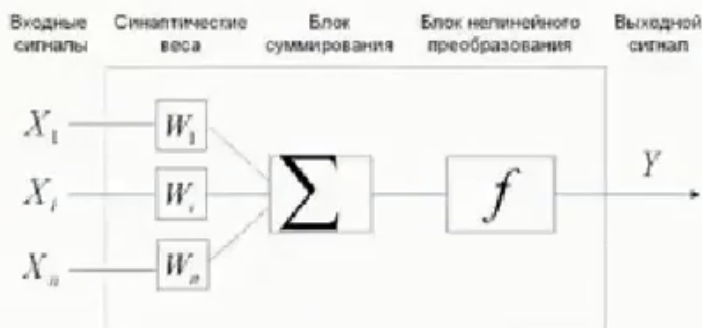 Входные сигналы
Синаптические веса
Блок суммирования
Блок нелинейного преобразования
Выходной сигнал
X₁ W₁
Xᵢ Wᵢ Σ f Y
Xₙ Wₙ